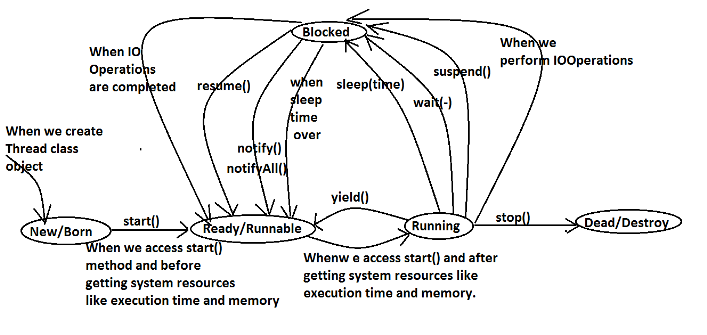 Blocked
When IO
Operations
are completed
resume()
when
sleep
time
over
sleep(time)
suspend()
When we
perform IOOperations
wait(-)
notify()
notifyAll()
When we create
Thread class
object
yield()
start()
stop()
New/Born
Ready/Runnable
Running
Dead/Destroy
When we access start()
method and before
getting system resources
like execution time and memory
Whenw e access start() and after
getting system resources like
execution time and memory.